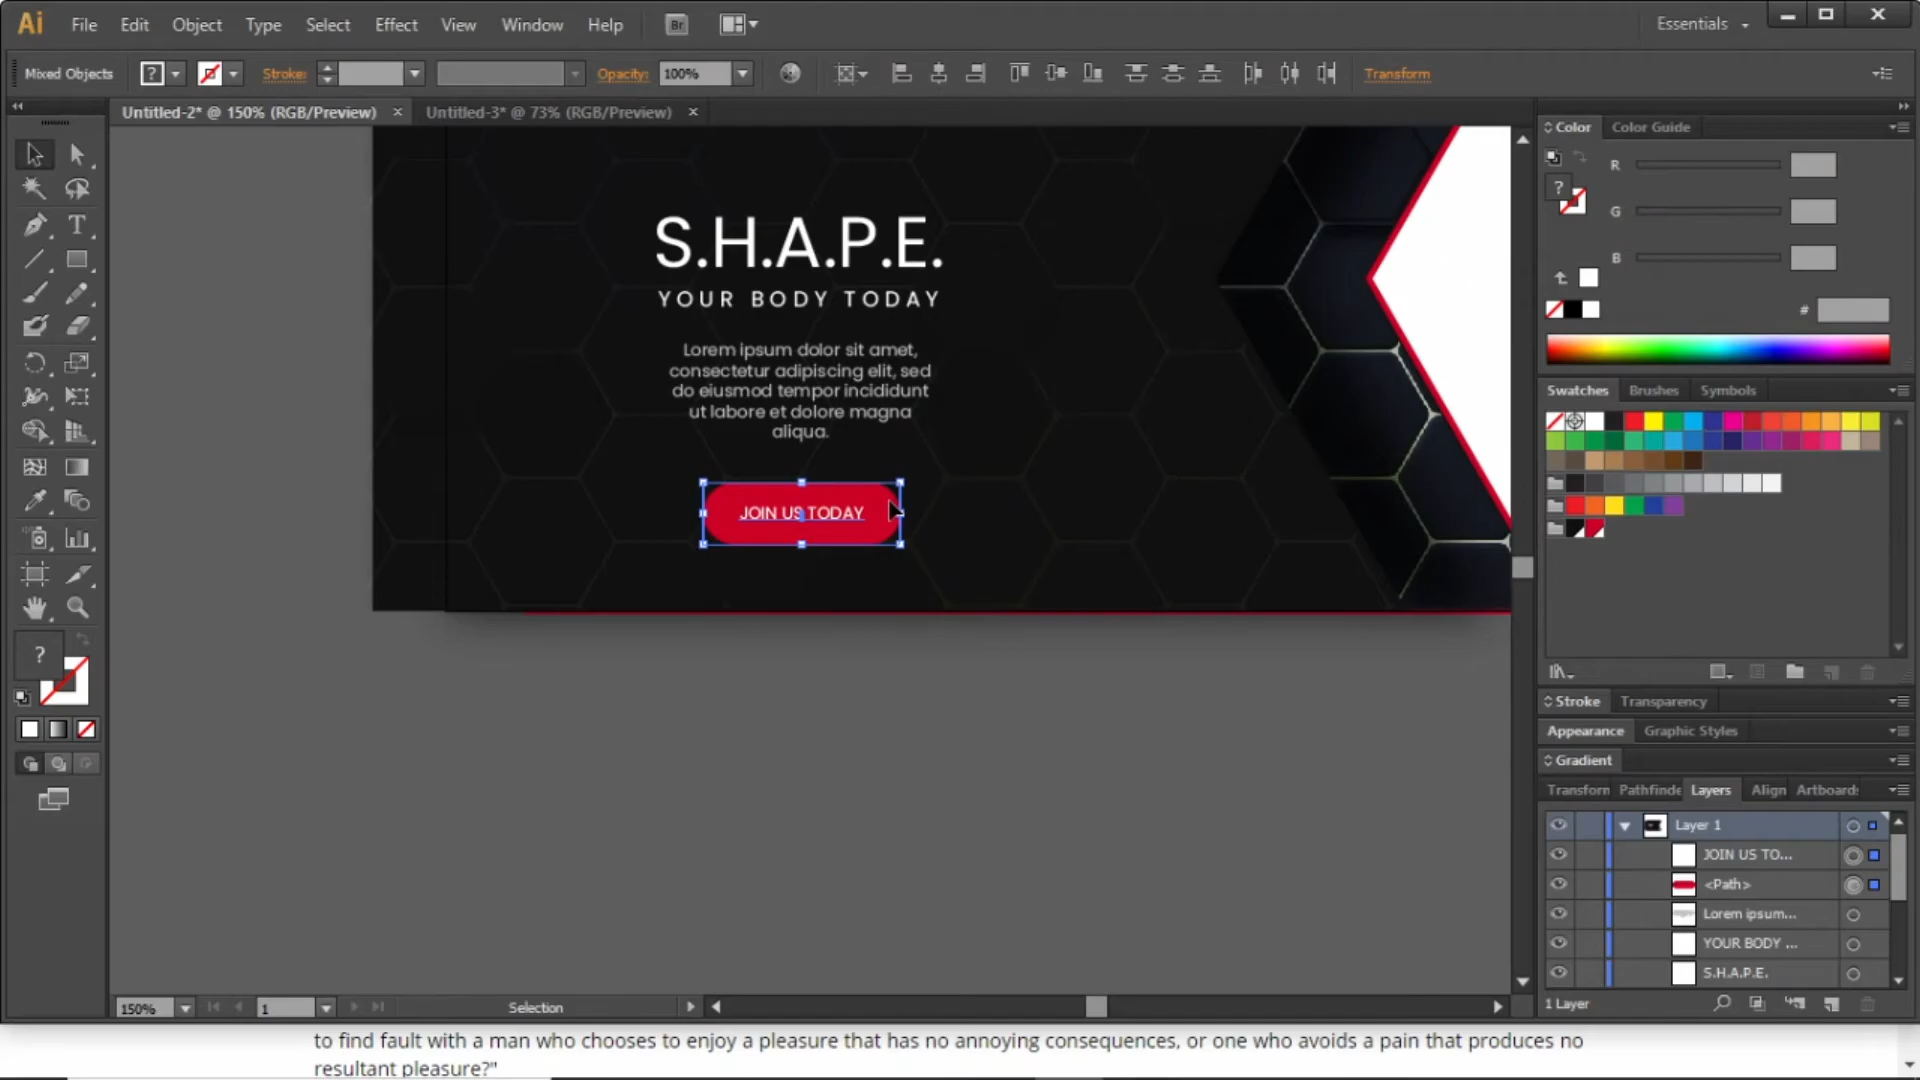 Ai File Edit Object Type Select Effect View Window Help Br Essentials
Mixed Objects ? Stroke: Opacity: 100% Transform
Untitled-2* @ 150% (RGB/Preview) × Untitled-3* @ 73% (RGB/Preview) ×
S.H.A.P.E.
YOUR BODY TODAY
Lorem ipsum dolor sit amet,
consectetur adipiscing elit, sed
do eiusmod tempor incididunt
ut labore et dolore magna
aliqua.
JOIN US TODAY
Color Color Guide
? R
G
B
#
Swatches Brushes Symbols
Stroke Transparency
Appearance Graphic Styles
Gradient
Transform Pathfinde Layers Align Artboards
Layer 1
JOIN US TO...
<Path>
Lorem ipsum...
YOUR BODY ...
S.H.A.P.E.
1 Layer
?
150% 1 Selection
to find fault with a man who chooses to enjoy a pleasure that has no annoying consequences, or one who avoids a pain that produces no
resultant pleasure?"